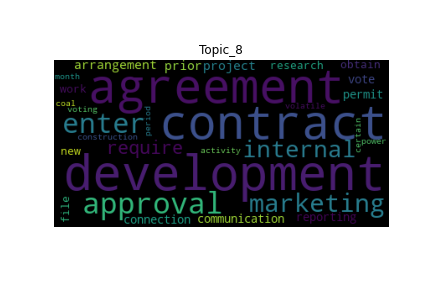 Topic_8
arrangement prior project research obtain
month agreement vote
work volatile permit
coal
voting contract
enter period
construction certain power
new require activity internal
development
approval marketing
file connection communication reporting